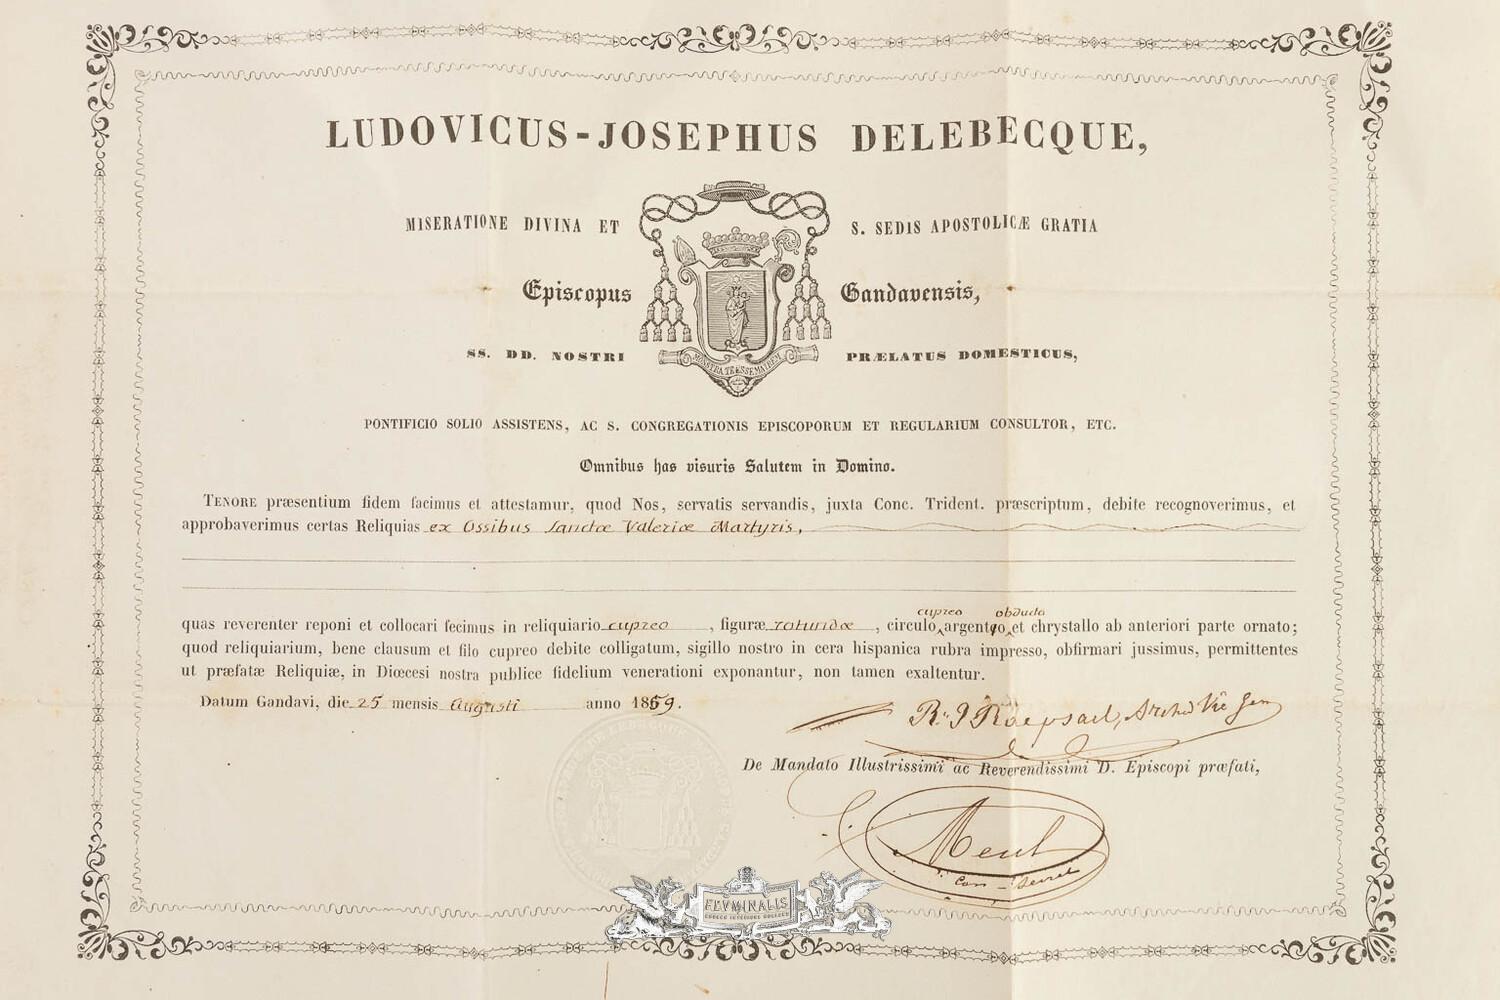 LUDOVICUS-JOSEPHUS DELEBECQUE,
MISERATIONE DIVINA ET S. SEDIS APOSTOLICÆ GRATIA
Episcopus Gandavensis,
SS. DD. NOSTRI PRÆLATUS DOMESTICUS,
MONSTRA TE ESSE MATREM
PONTIFICIO SOLIO ASSISTENS, AC S. CONGREGATIONIS EPISCOPORUM ET REGULARIUM CONSULTOR, ETC.
Omnibus has visuris Salutem in Domino.
TENORE præsentium fidem facimus et attestamur, quod Nos, servatis servandis, juxta Conc. Trident. præscriptum, debite recognoverimus, et
approbaverimus certas Reliquias ex Ossibus Sanctæ Valeriæ Martyris,
cupreo obducto
quas reverenter reponi et collocari fecimus in reliquiario cupreo, figuræ rotundæ, circulo argenteo et chrystallo ab anteriori parte ornato;
quod reliquiarium, bene clausum et filo cupreo debite colligatum, sigillo nostro in cera hispanica rubra impresso, obfirmari jussimus, permittentes
ut præfatæ Reliquiæ, in Diœcesi nostra publice fidelium venerationi exponantur, non tamen exaltentur.
Datum Gandavi, die 25 mensis Augusti anno 1859.
De Mandato Illustrissimi ac Reverendissimi D. Episcopi præfati,
FLVMINALIS